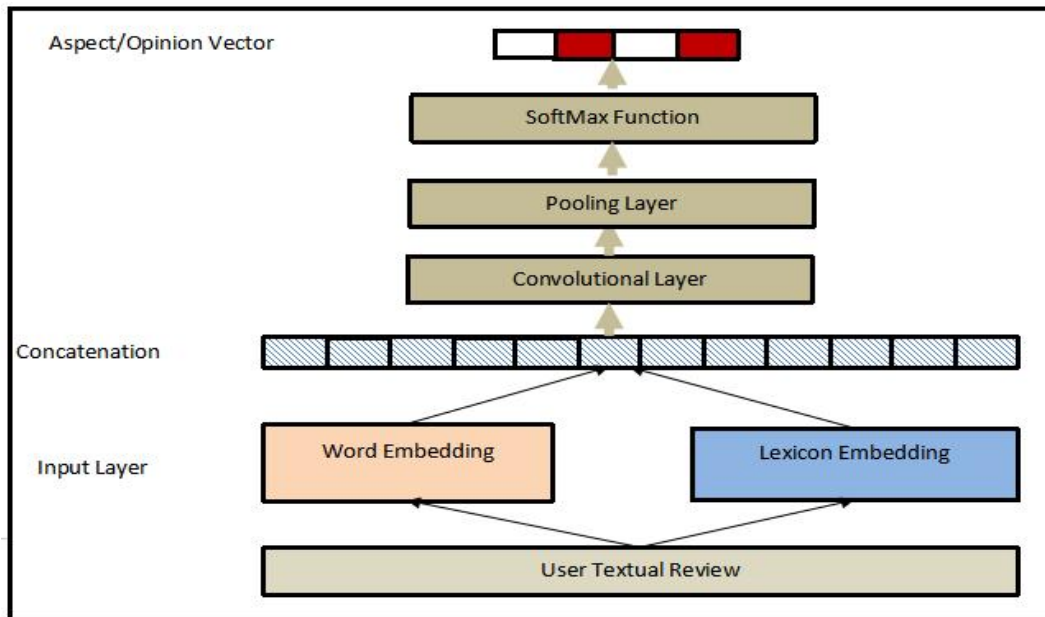 Aspect/Opinion Vector
SoftMax Function
Pooling Layer
Convolutional Layer
Concatenation
Word Embedding
Lexicon Embedding
Input Layer
User Textual Review